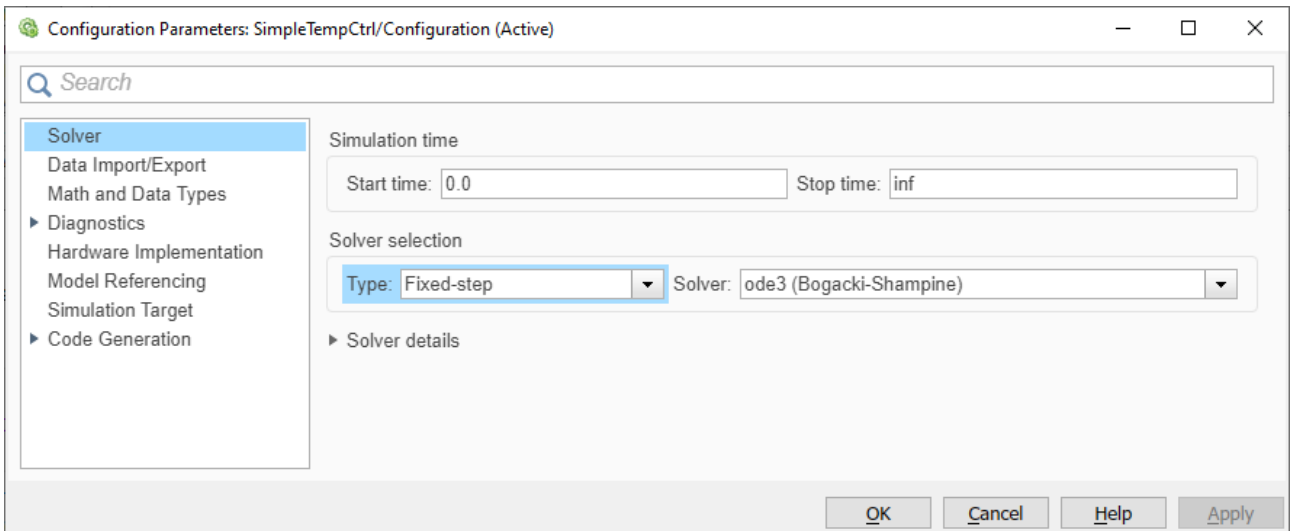 Configuration Parameters: SimpleTempCtrl/Configuration (Active)
Search
Solver
Data Import/Export
Math and Data Types
Diagnostics
Hardware Implementation
Model Referencing
Simulation Target
Code Generation
Simulation time
Start time: 0.0 Stop time: inf
Solver selection
Type: Fixed-step Solver: ode3 (Bogacki-Shampine)
Solver details
OK Cancel Help Apply